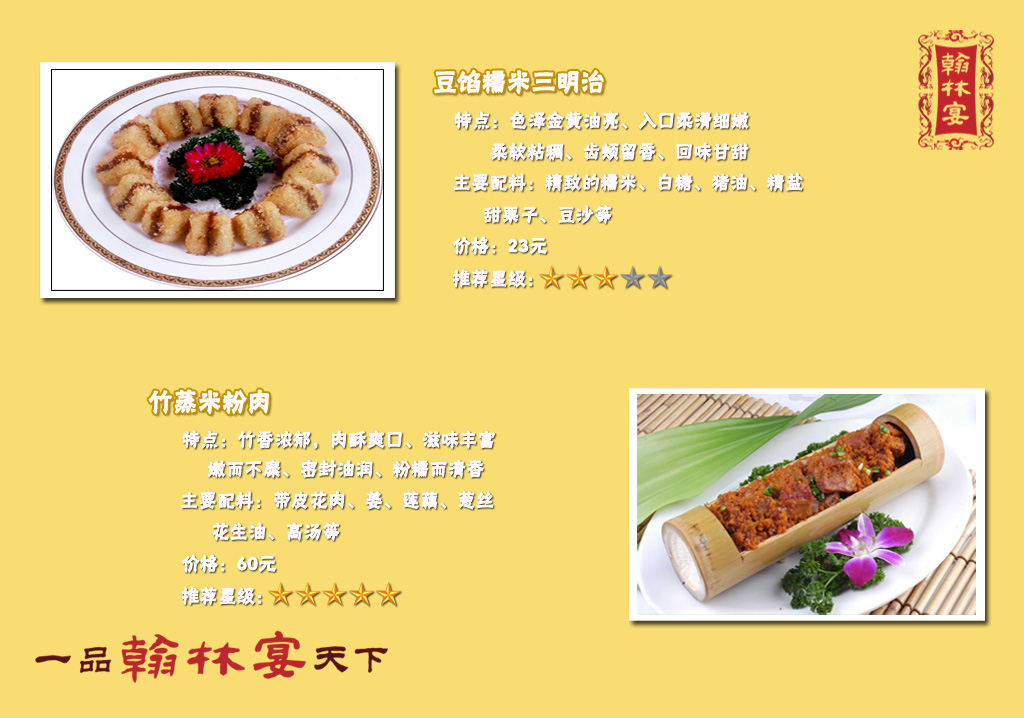 翰林宴
豆馅糯米三明治
特点：色泽金黄油亮、入口柔滑细嫩
柔软粘稠、齿颊留香、回味甘甜
主要配料：精致的糯米、白糖、猪油、精盐
甜栗子、豆沙等
价格：23元
推荐星级：
竹蒸米粉肉
特点：竹香浓郁，肉酥爽口、滋味丰富
嫩而不糜、密封油润、粉糯而清香
主要配料：带皮花肉、姜、莲藕、葱丝
花生油、高汤等
价格：60元
推荐星级：
一品翰林宴天下